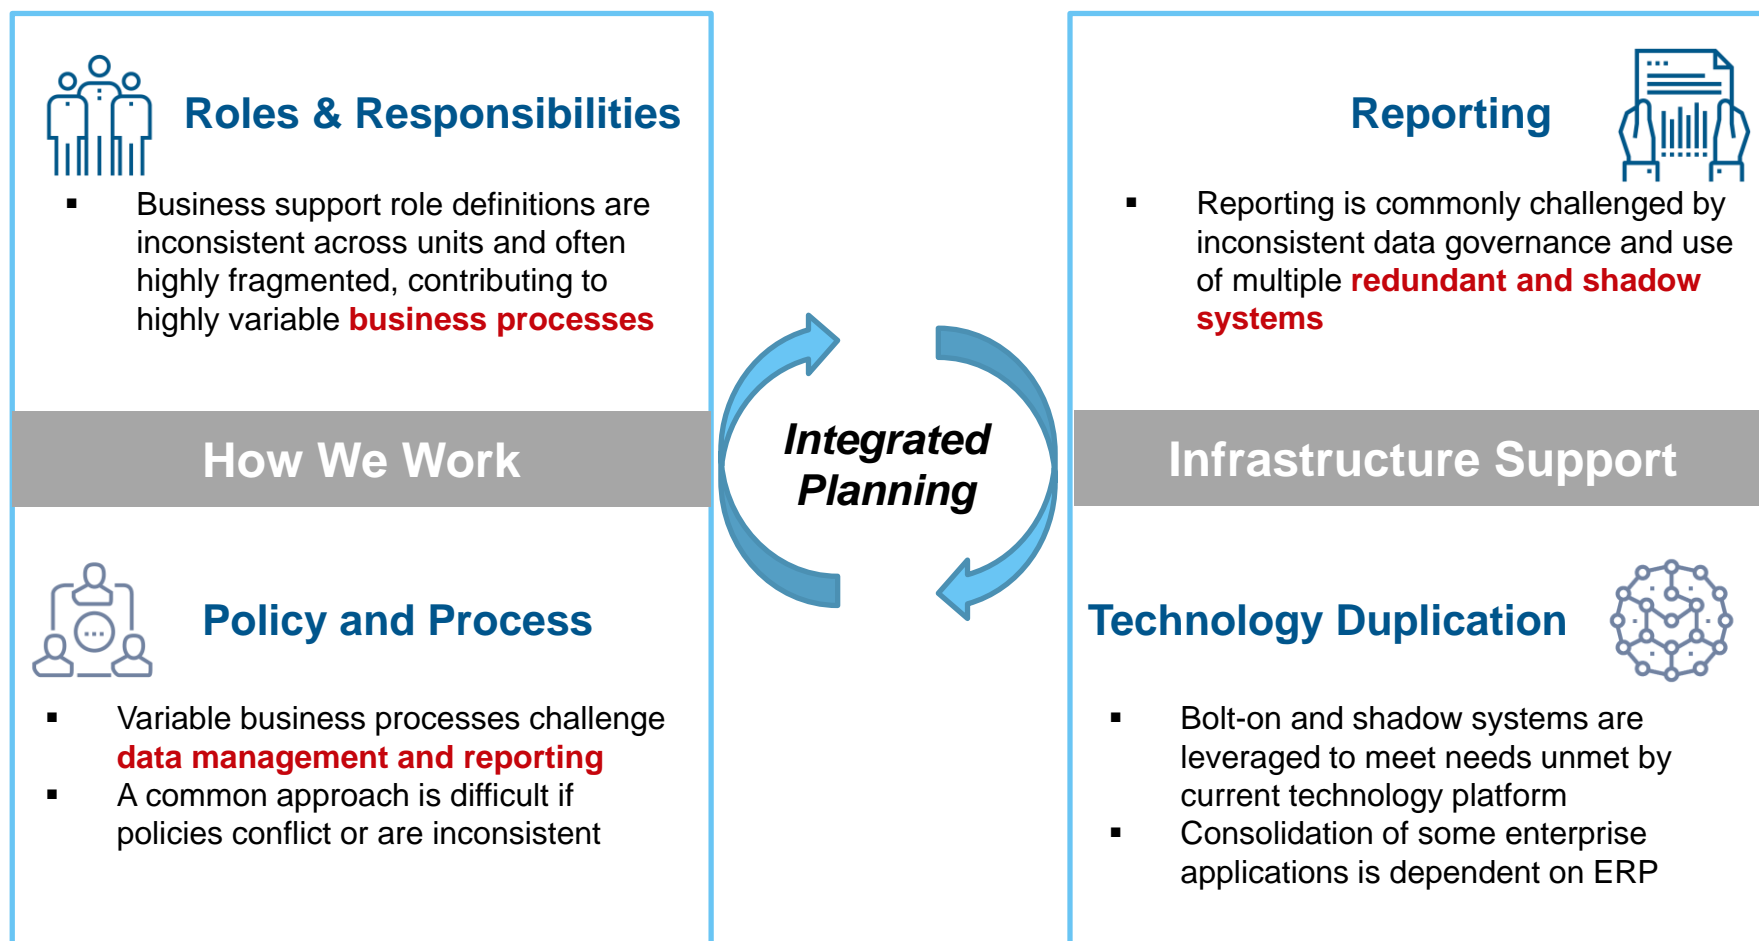 Roles & Responsibilities
▪ Business support role definitions are
inconsistent across units and often
highly fragmented, contributing to
highly variable business processes
How We Work
Policy and Process
▪ Variable business processes challenge
data management and reporting
▪ A common approach is difficult if
policies conflict or are inconsistent
Integrated
Planning
Reporting
▪ Reporting is commonly challenged by
inconsistent data governance and use
of multiple redundant and shadow
systems
Infrastructure Support
Technology Duplication
▪ Bolt-on and shadow systems are
leveraged to meet needs unmet by
current technology platform
▪ Consolidation of some enterprise
applications is dependent on ERP